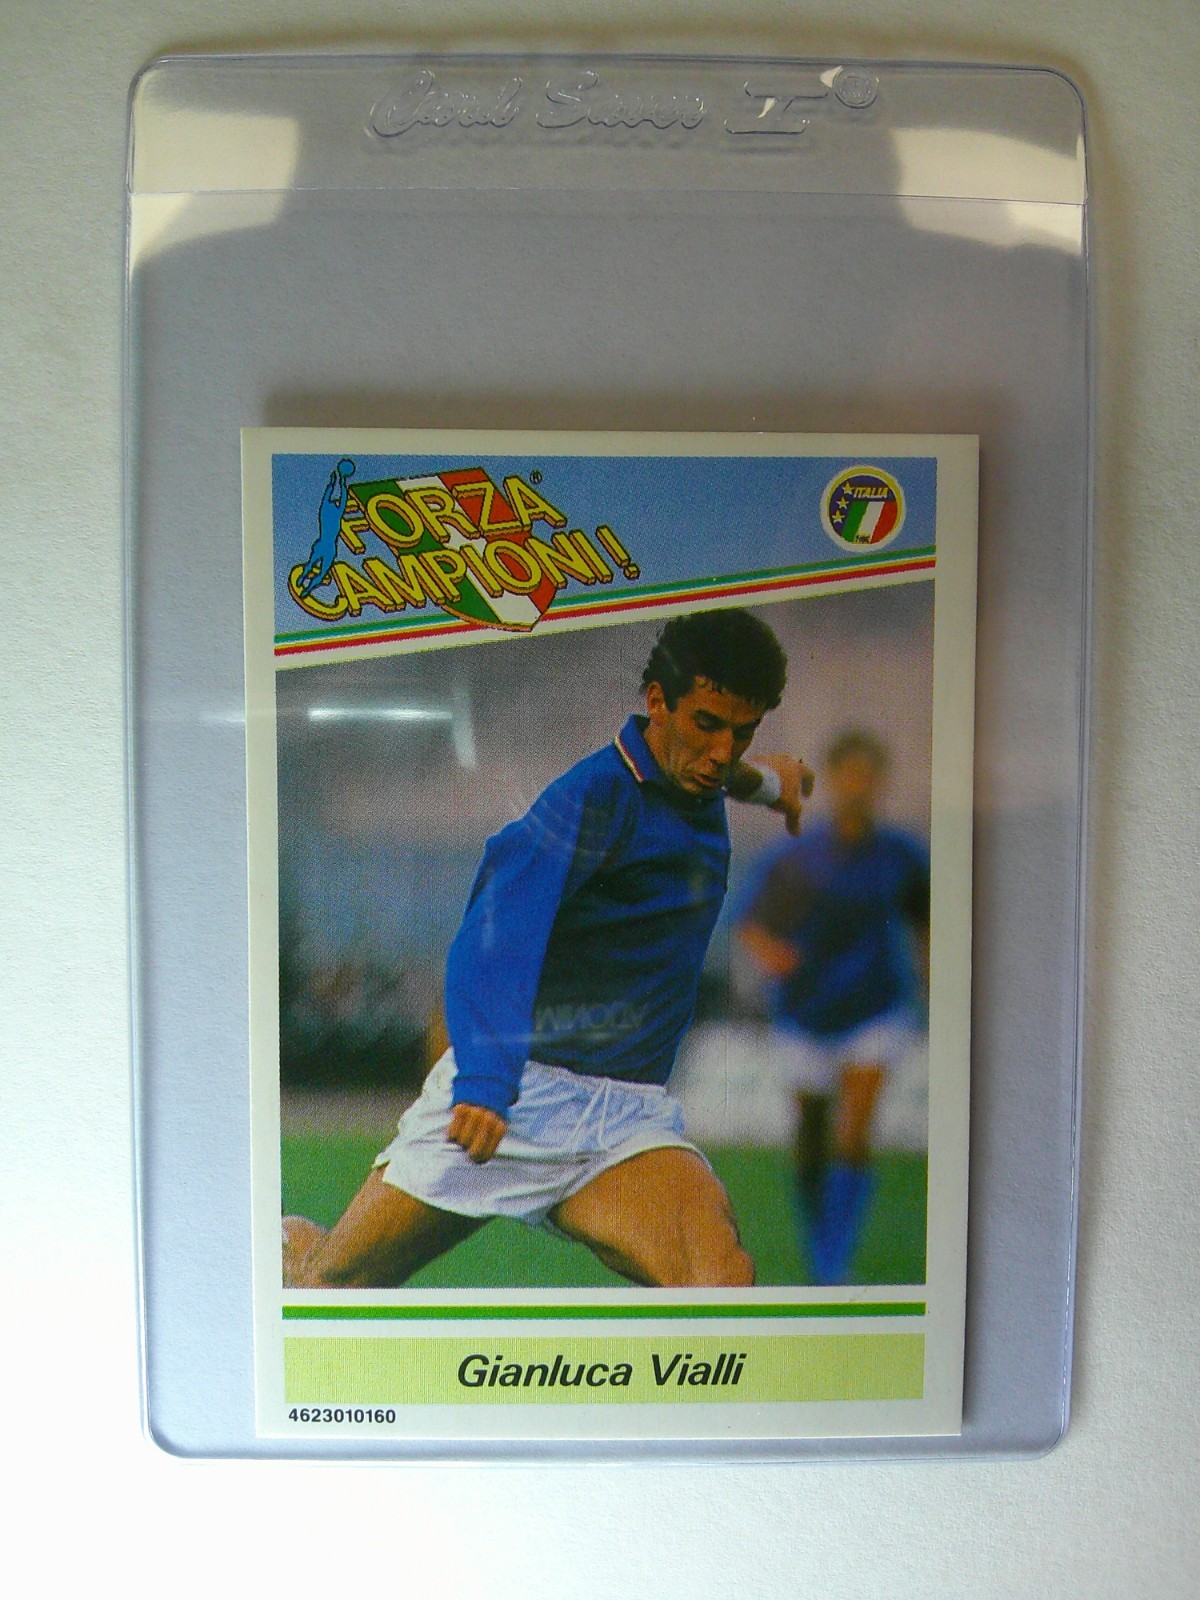 Card Saver I ®
FORZA ®
CAMPIONI!
ITALIA
Gianluca Vialli
4623010160